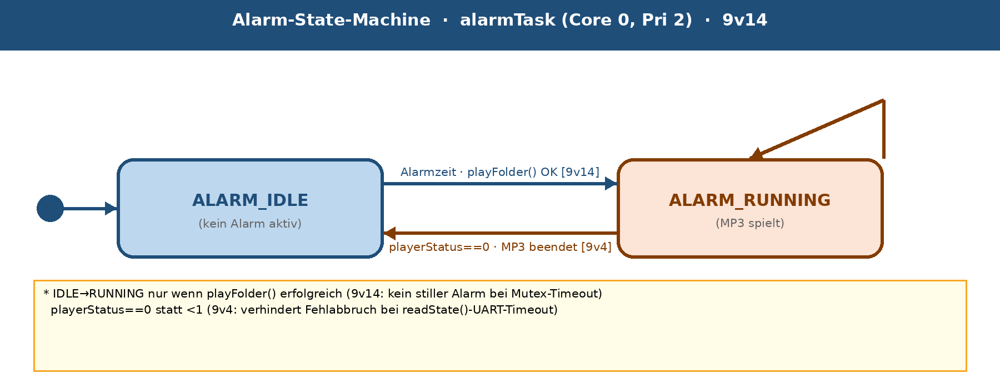 Alarm-State-Machine · alarmTask (Core 0, Pri 2) · 9v14
Alarmzeit · playFolder() OK [9v14]
ALARM_IDLE
(kein Alarm aktiv)
ALARM_RUNNING
(MP3 spielt)
playerStatus==0 · MP3 beendet [9v4]
* IDLE→RUNNING nur wenn playFolder() erfolgreich (9v14: kein stiller Alarm bei Mutex-Timeout)
playerStatus==0 statt <1 (9v4: verhindert Fehlabbruch bei readState()-UART-Timeout)